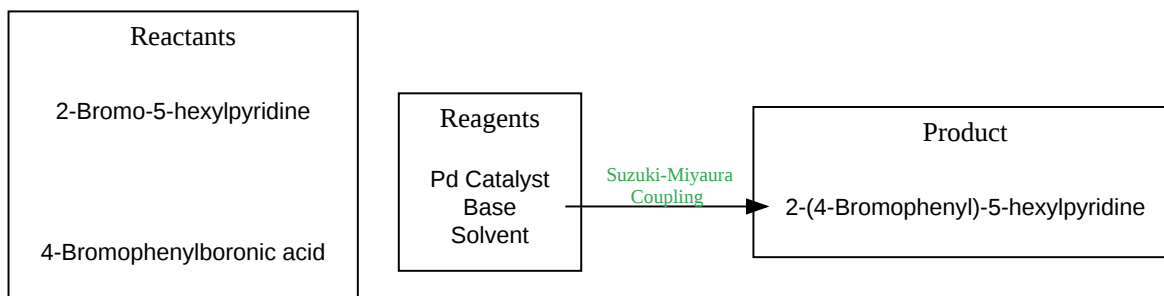 Reactants
2-Bromo-5-hexylpyridine
4-Bromophenylboronic acid
Reagents
Pd Catalyst
Base
Solvent
Suzuki-Miyaura
Coupling
Product
2-(4-Bromophenyl)-5-hexylpyridine